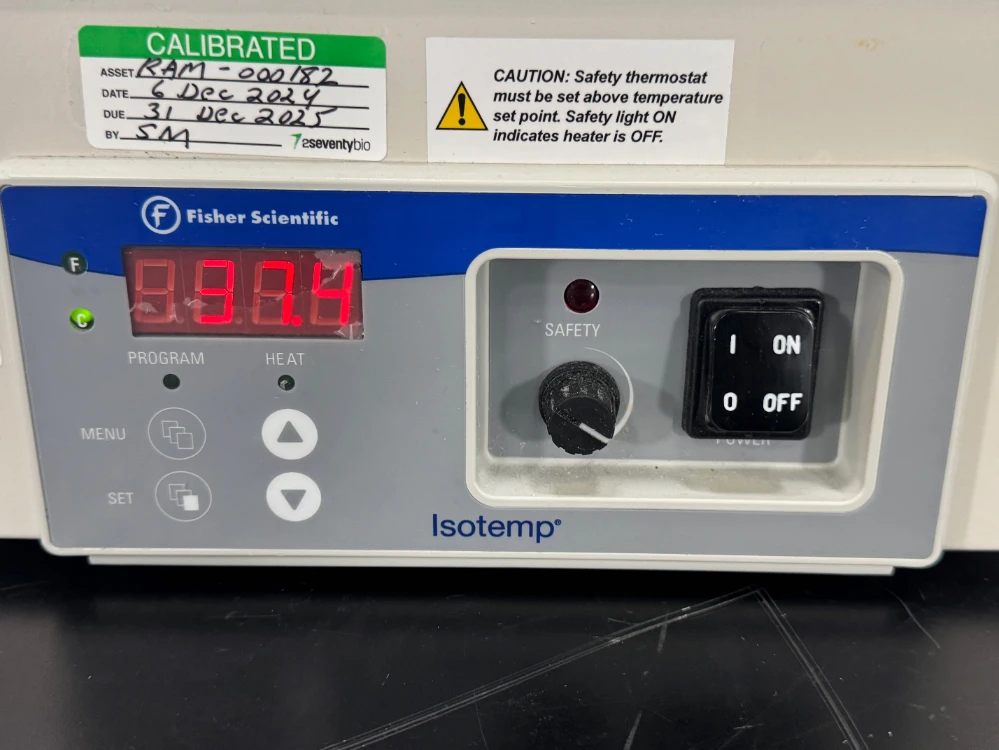 CALIBRATED
ASSET RAM-000182
DATE 6 Dec 2024
DUE 31 Dec 2025
BY SM 2seventybio
CAUTION: Safety thermostat
must be set above temperature
set point. Safety light ON
indicates heater is OFF.
Fisher Scientific
F
C
37.4
PROGRAM HEAT
MENU
SET
SAFETY
I ON
O OFF
POWER
Isotemp®